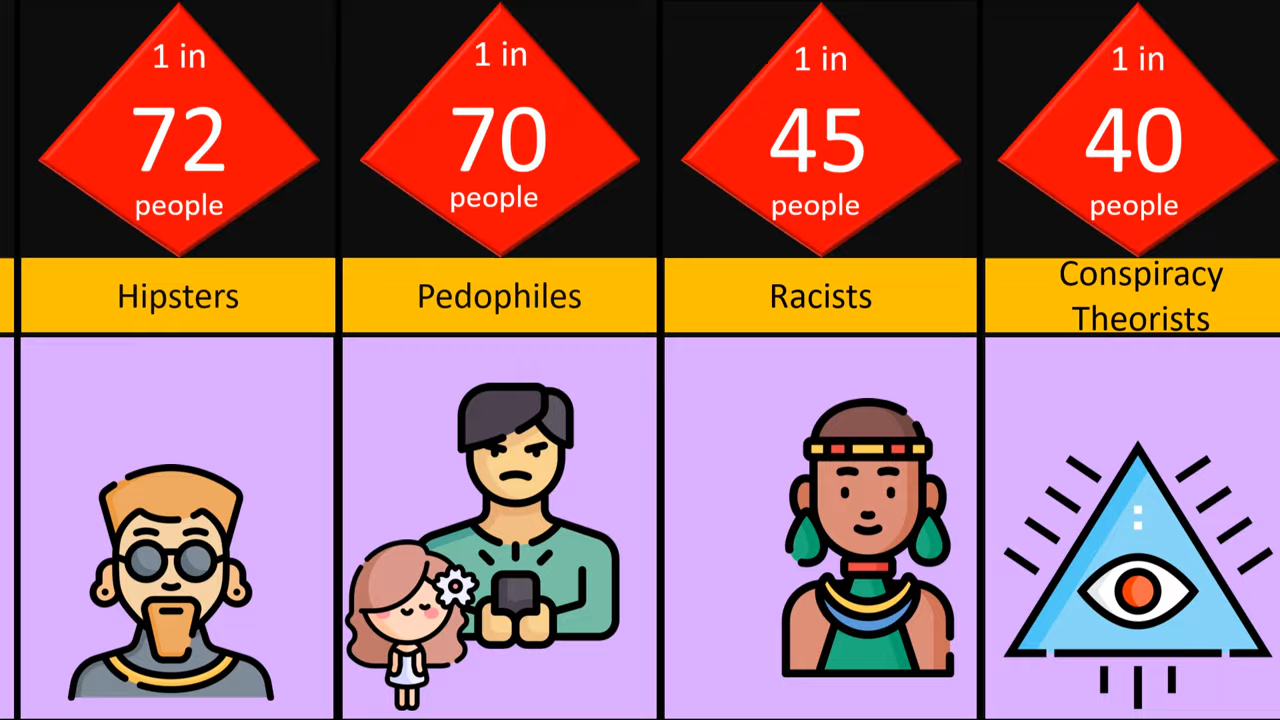 1 in
72
people
Hipsters
1 in
70
people
Pedophiles
1 in
45
people
Racists
1 in
40
people
Conspiracy
Theorists